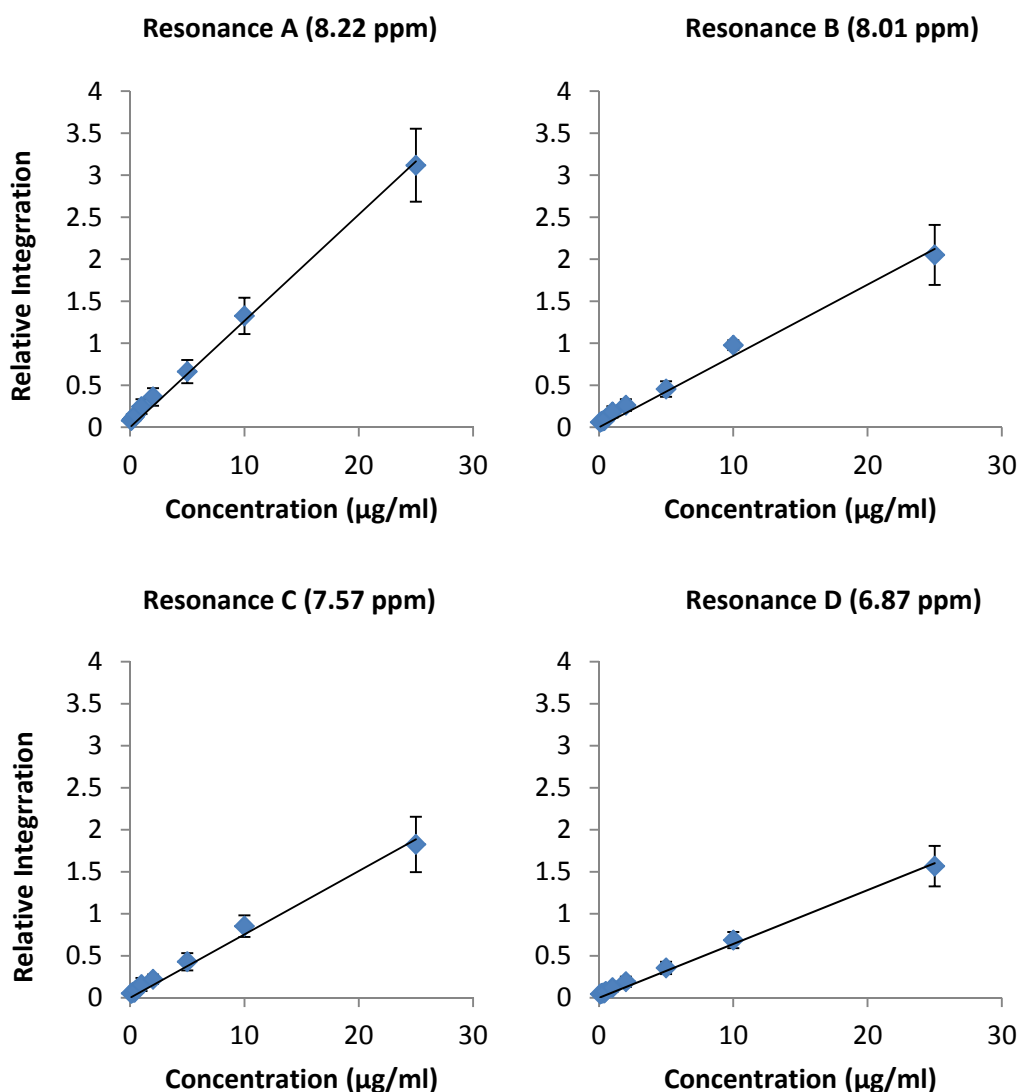 Resonance A (8.22 ppm)
Relative Integrration
4
3.5
3
2.5
2
1.5
1
0.5
0
0 10 20 30
Concentration (µg/ml)
Resonance B (8.01 ppm)
4
3.5
3
2.5
2
1.5
1
0.5
0
0 10 20 30
Concentration (µg/ml)
Resonance C (7.57 ppm)
Relative Integrration
4
3.5
3
2.5
2
1.5
1
0.5
0
0 10 20 30
Concentration (µg/ml)
Resonance D (6.87 ppm)
4
3.5
3
2.5
2
1.5
1
0.5
0
0 10 20 30
Concentration (µg/ml)